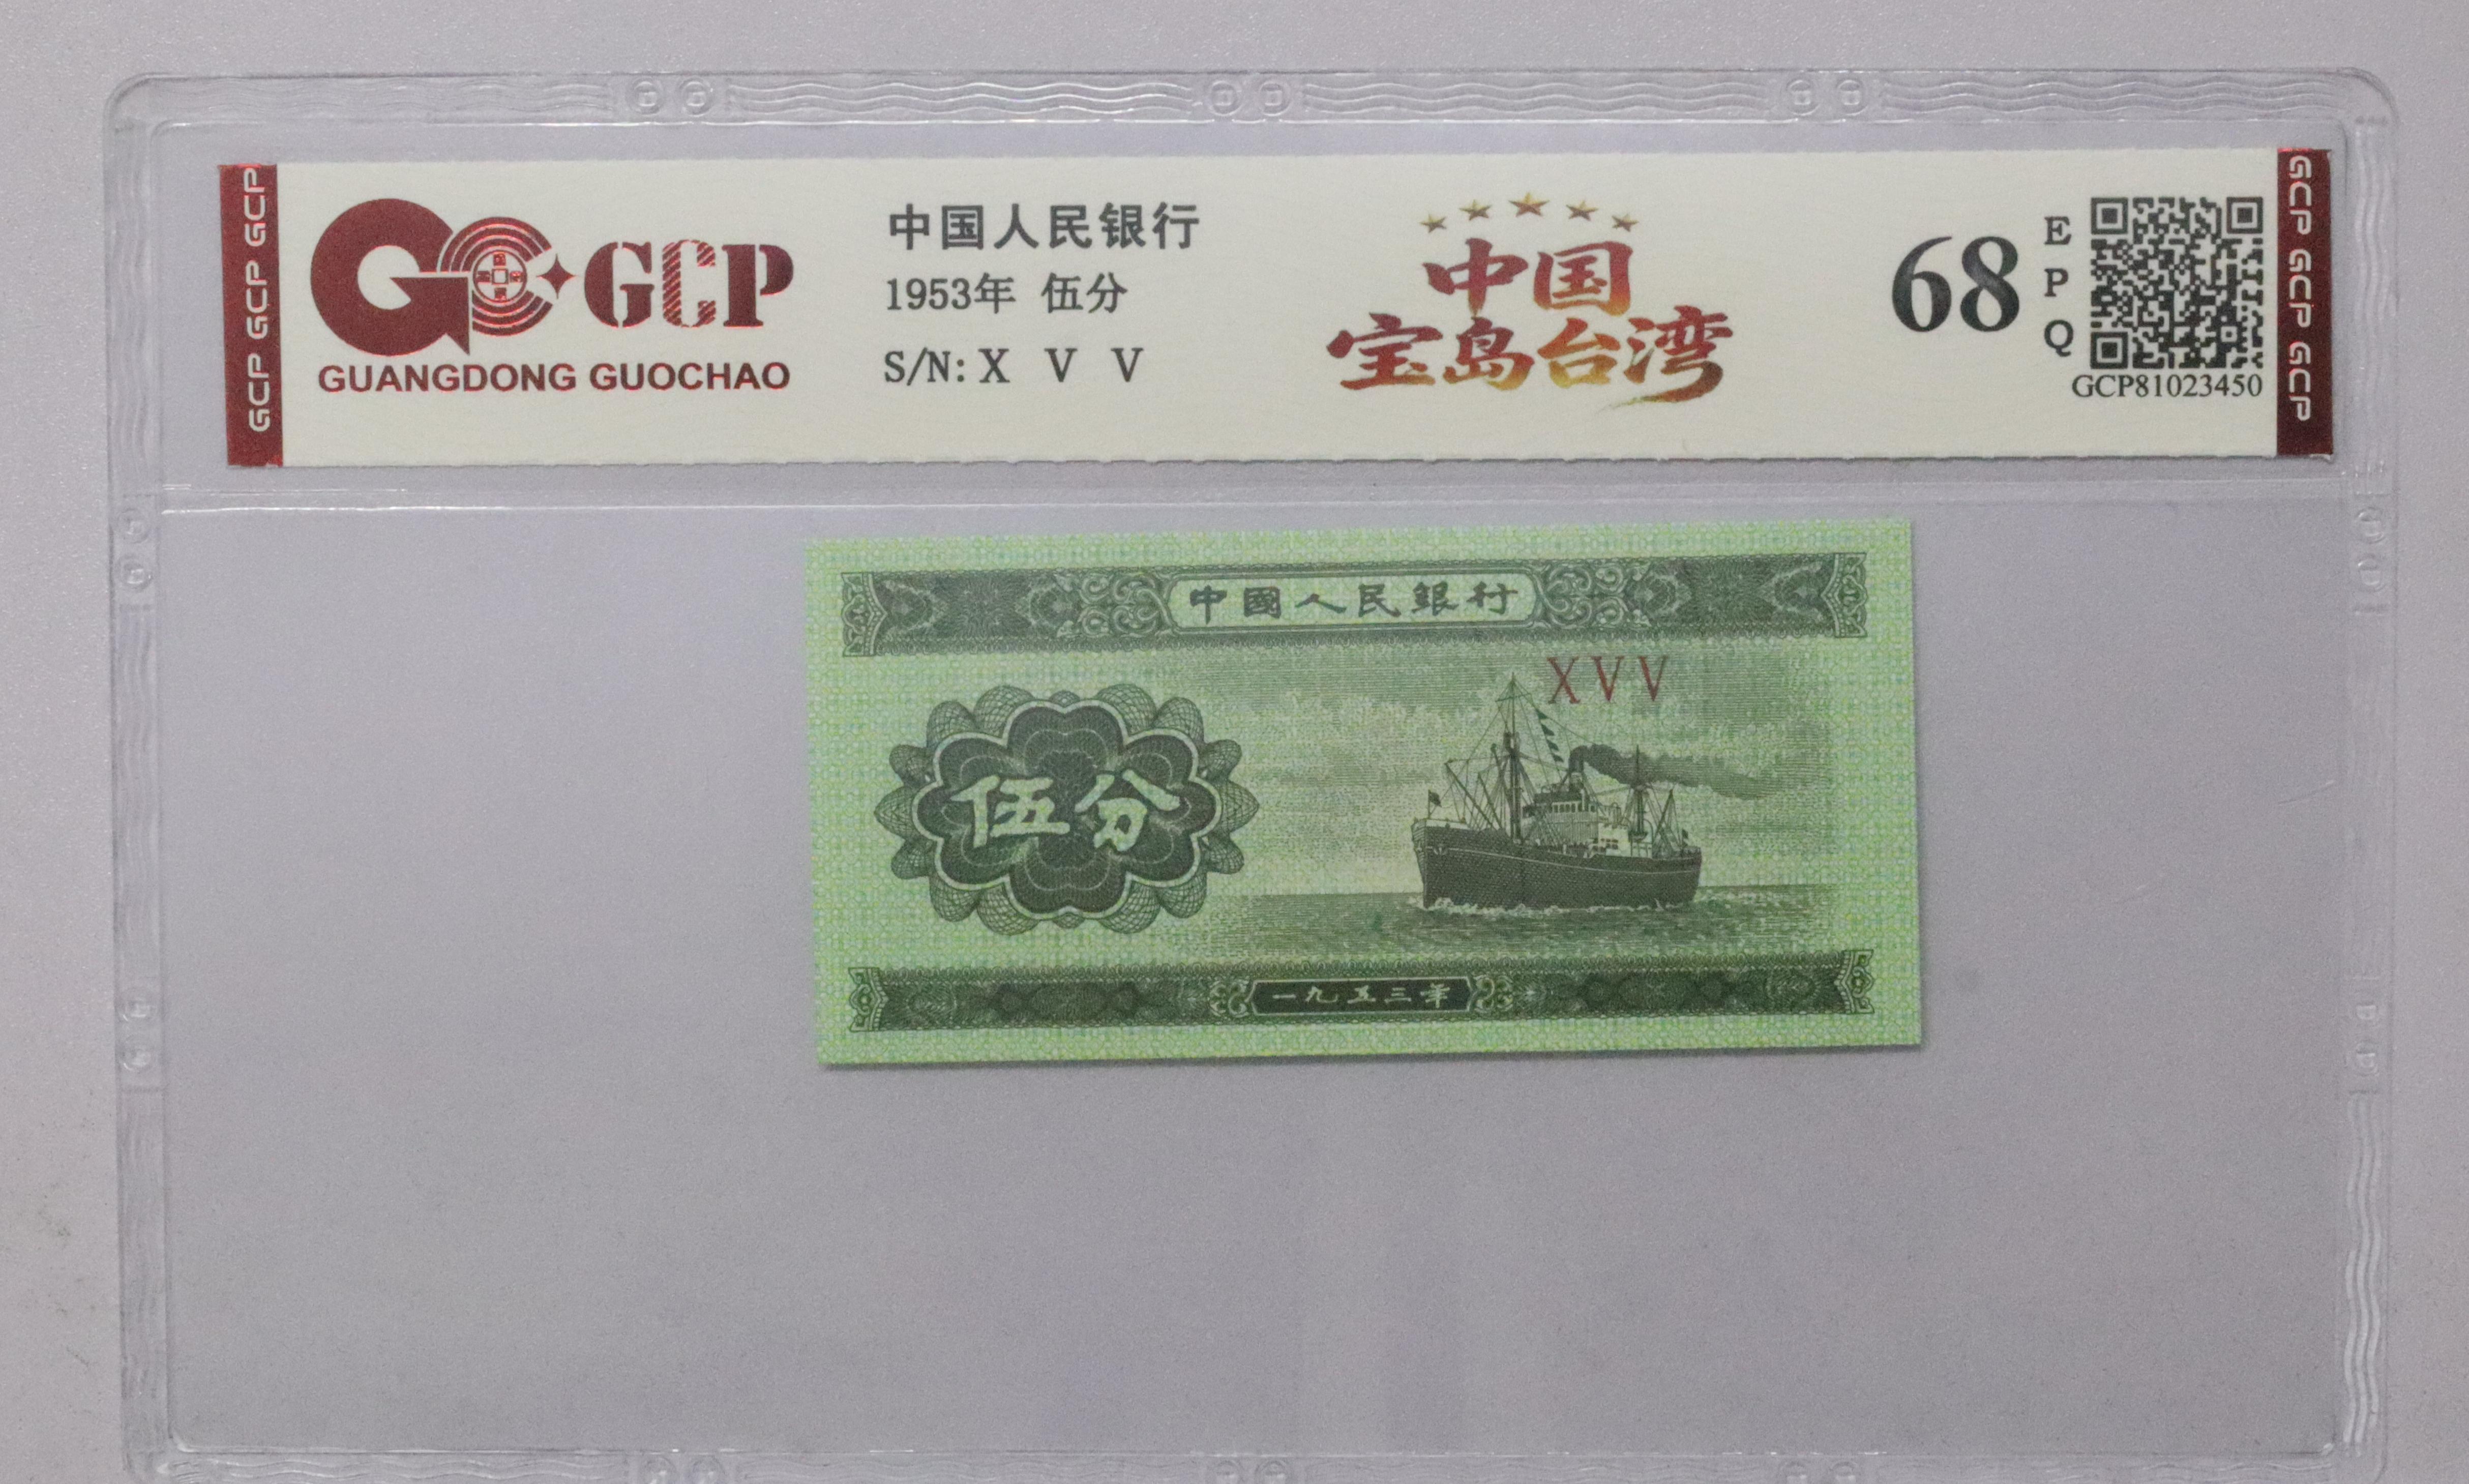 GCP GCP GCP
GCP
GUANGDONG GUOCHAO
中国人民银行
1953年 伍分
S/N: X V V
中国
宝岛台湾
68
E
P
Q
GCP81023450
GCP GCP GCP
中國人民銀行
XVV
伍分
一九五三年